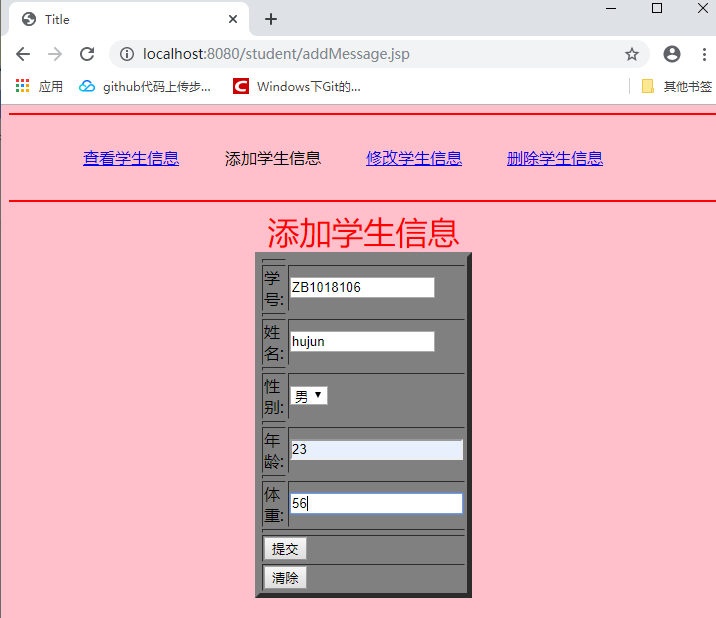 Title
localhost:8080/student/addMessage.jsp
应用 github代码上传步... Windows下Git的... 其他书签
查看学生信息 添加学生信息 修改学生信息 删除学生信息
添加学生信息
学
号: ZB1018106
姓
名: hujun
性
别: 男
年
龄: 23
体
重: 56
提交
清除